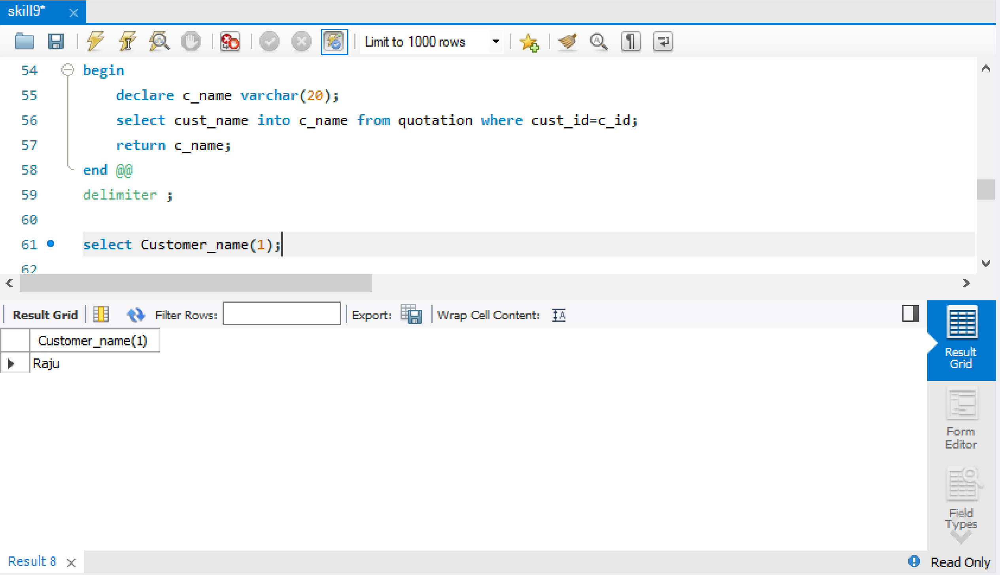 skill9*
Limit to 1000 rows
54 begin
55 declare c_name varchar(20);
56 select cust_name into c_name from quotation where cust_id=c_id;
57 return c_name;
58 end @@
59 delimiter ;
60
61 select Customer_name(1);
62
Result Grid Filter Rows: Export: Wrap Cell Content:
Customer_name(1)
Raju
Result
Grid
Form
Editor
Field
Types
Result 8
Read Only